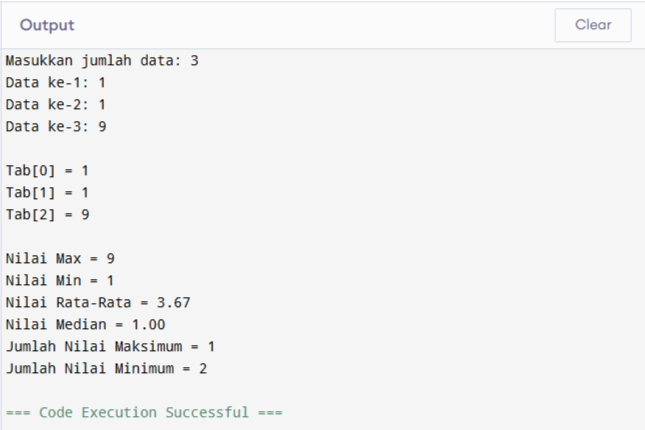 Output
Clear
Masukkan jumlah data: 3
Data ke-1: 1
Data ke-2: 1
Data ke-3: 9
Tab[0] = 1
Tab[1] = 1
Tab[2] = 9
Nilai Max = 9
Nilai Min = 1
Nilai Rata-Rata = 3.67
Nilai Median = 1.00
Jumlah Nilai Maksimum = 1
Jumlah Nilai Minimum = 2
=== Code Execution Successful ===